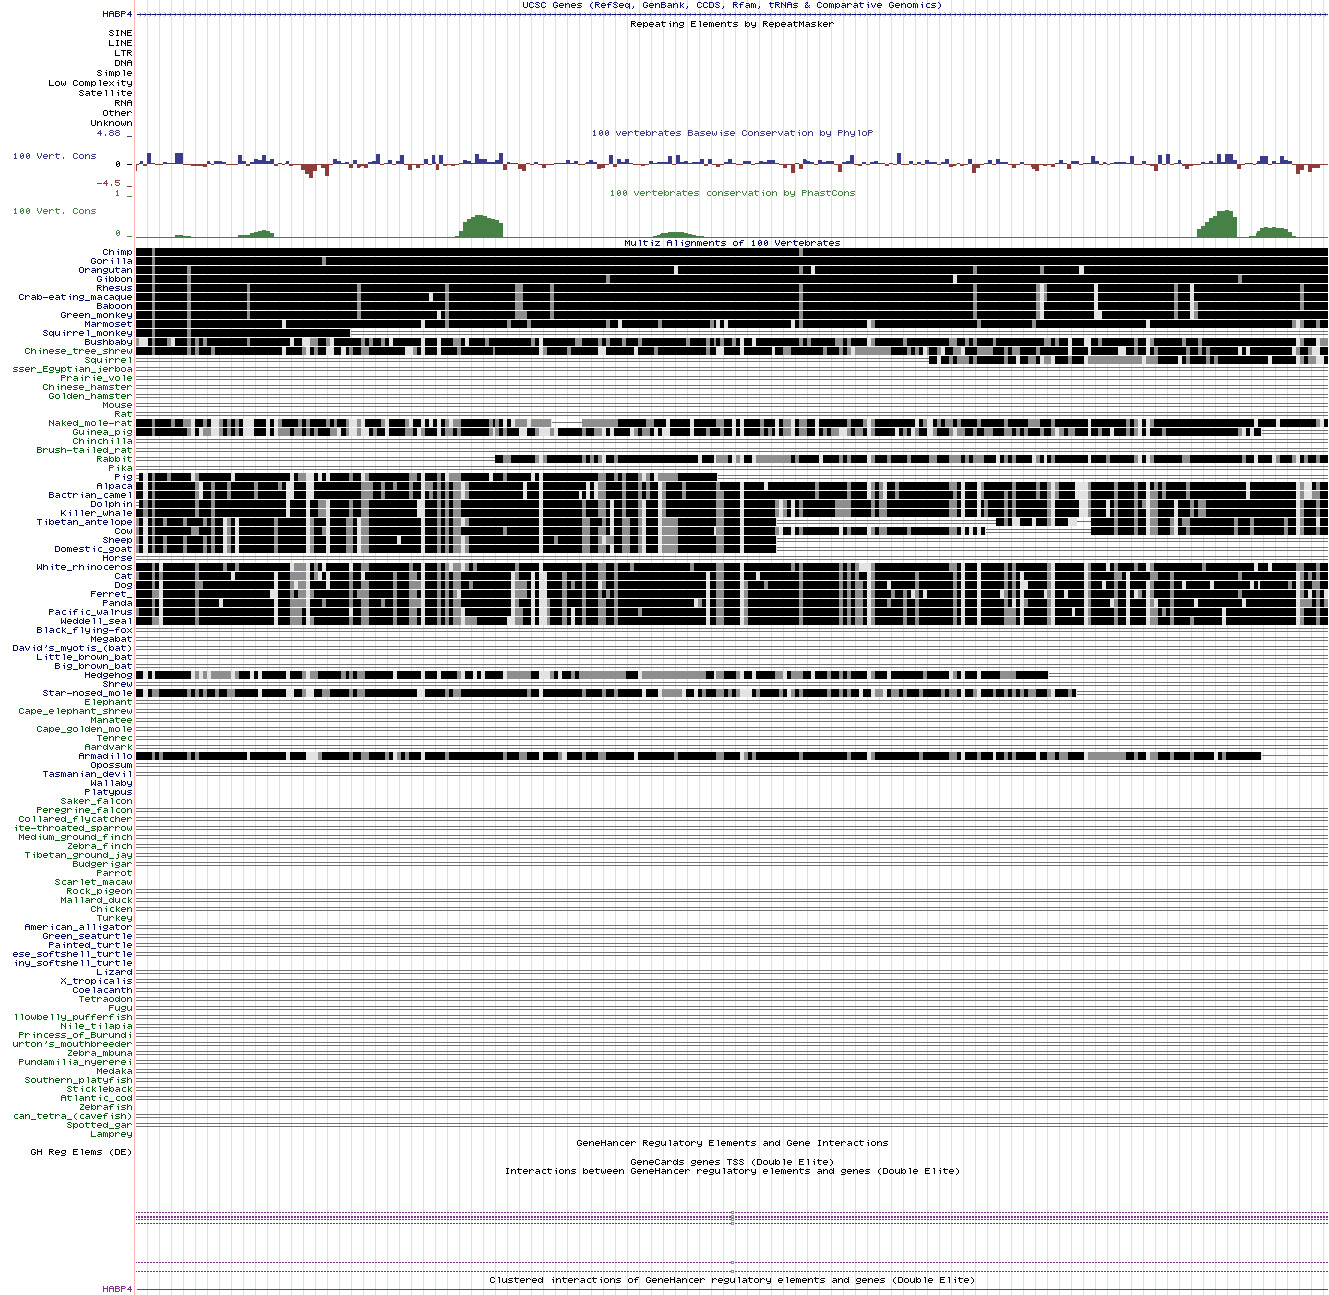 UCSC Genes (RefSeq, GenBank, CCDS, Rfam, tRNAs & Comparative Genomics)
HABP4
Repeating Elements by RepeatMasker
SINE
LINE
LTR
DNA
Simple
Low Complexity
Satellite
RNA
Other
Unknown
4.88 _
100 vertebrates Basewise Conservation by PhyloP
100 Vert. Cons
0 _
-4.5 _
1 _
100 vertebrates conservation by PhastCons
100 Vert. Cons
0 _
Multiz Alignments of 100 Vertebrates
Chimp
Gorilla
Orangutan
Gibbon
Rhesus
Crab-eating_macaque
Baboon
Green_monkey
Marmoset
Squirrel_monkey
Bushbaby
Chinese_tree_shrew
Squirrel
sser_Egyptian_jerboa
Prairie_vole
Chinese_hamster
Golden_hamster
Mouse
Rat
Naked_mole-rat
Guinea_pig
Chinchilla
Brush-tailed_rat
Rabbit
Pika
Pig
Alpaca
Bactrian_camel
Dolphin
Killer_whale
Tibetan_antelope
Cow
Sheep
Domestic_goat
Horse
White_rhinoceros
Cat
Dog
Ferret_
Panda
Pacific_walrus
Weddell_seal
Black_flying-fox
Megabat
David's_myotis_(bat)
Little_brown_bat
Big_brown_bat
Hedgehog
Shrew
Star-nosed_mole
Elephant
Cape_elephant_shrew
Manatee
Cape_golden_mole
Tenrec
Aardvark
Armadillo
Opossum
Tasmanian_devil
Wallaby
Platypus
Saker_falcon
Peregrine_falcon
Collared_flycatcher
ite-throated_sparrow
Medium_ground_finch
Zebra_finch
Tibetan_ground_jay
Budgerigar
Parrot
Scarlet_macaw
Rock_pigeon
Mallard_duck
Chicken
Turkey
American_alligator
Green_seaturtle
Painted_turtle
ese_softshell_turtle
iny_softshell_turtle
Lizard
X_tropicalis
Coelacanth
Tetraodon
Fugu
llowbelly_pufferfish
Nile_tilapia
Princess_of_Burundi
urton's_mouthbreeder
Zebra_mbuna
Pundamilia_nyererei
Medaka
Southern_platyfish
Stickleback
Atlantic_cod
Zebrafish
can_tetra_(cavefish)
Spotted_gar
Lamprey
GeneHancer Regulatory Elements and Gene Interactions
GH Reg Elems (DE)
GeneCards genes TSS (Double Elite)
Interactions between GeneHancer regulatory elements and genes (Double Elite)
Clustered interactions of GeneHancer regulatory elements and genes (Double Elite)
HABP4